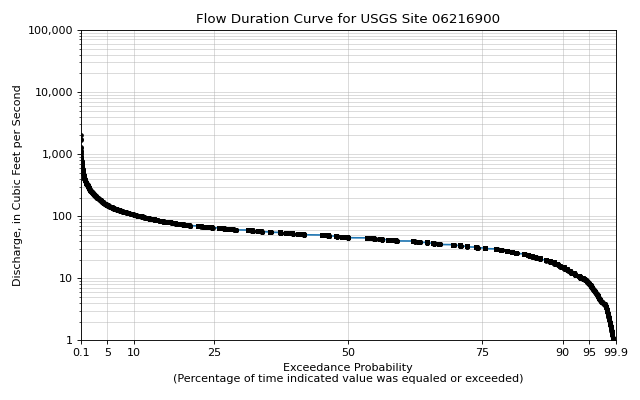 Flow Duration Curve for USGS Site 06216900
Discharge, in Cubic Feet per Second
100,000
10,000
1,000
100
10
1
0.1 5 10 25 50 75 90 95 99.9
Exceedance Probability
(Percentage of time indicated value was equaled or exceeded)